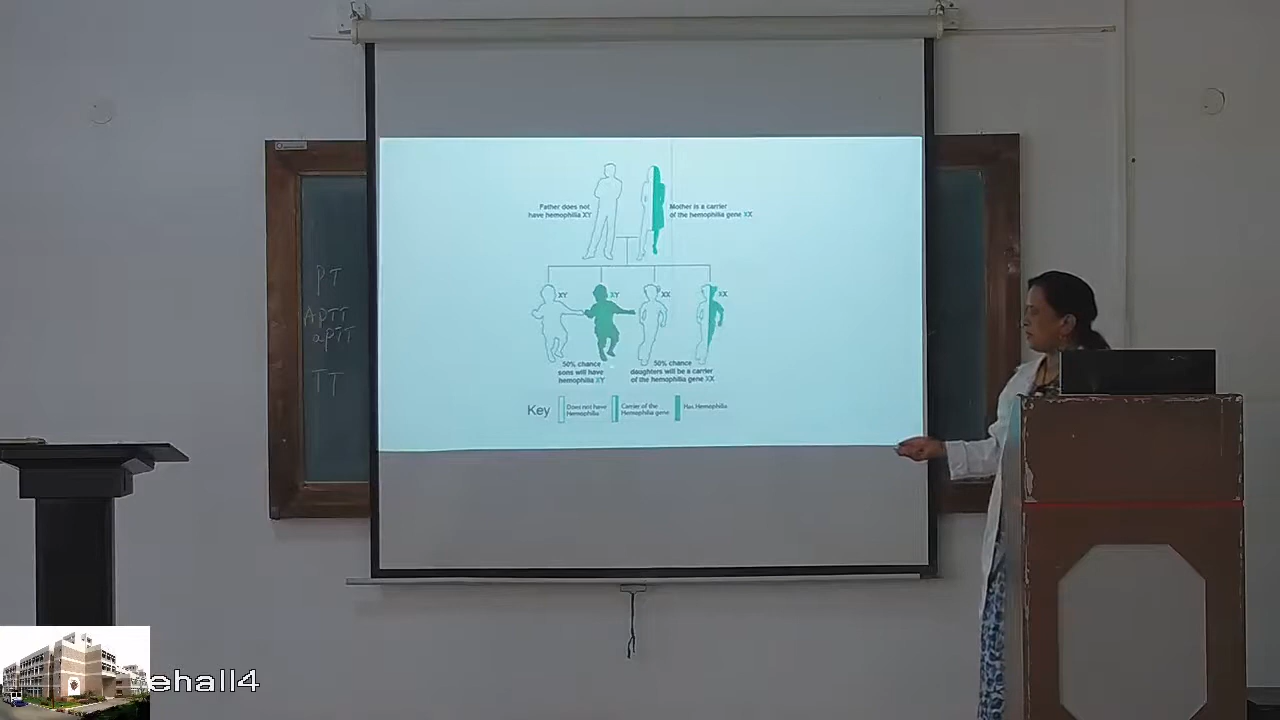 Father does not
have hemophilia XY
Mother is a carrier
of the hemophilia gene XX
XY
XY
XX
XX
50% chance
sons will have
hemophilia XY
50% chance
daughters will be a carrier
of the hemophilia gene XX
Key
Does not have
Hemophilia
Carrier of the
Hemophilia gene
Has Hemophilia
PT
APTT
aPTT
TT
ehall4